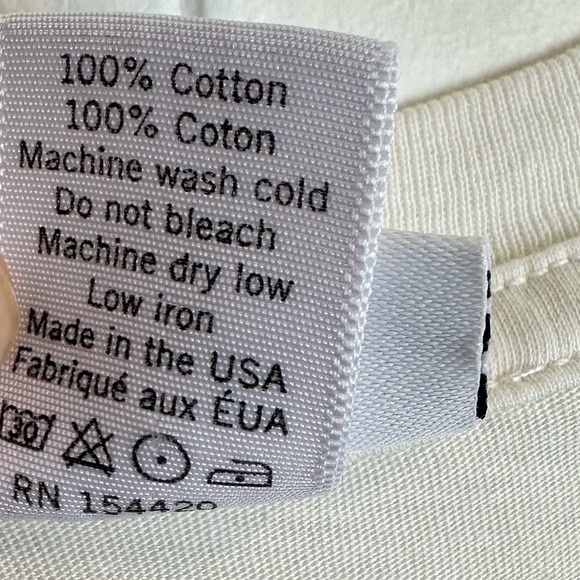 100% Cotton
100% Coton
Machine wash cold
Do not bleach
Machine dry low
Low iron
Made in the USA
Fabriqué aux ÉUA
30
RN 154429